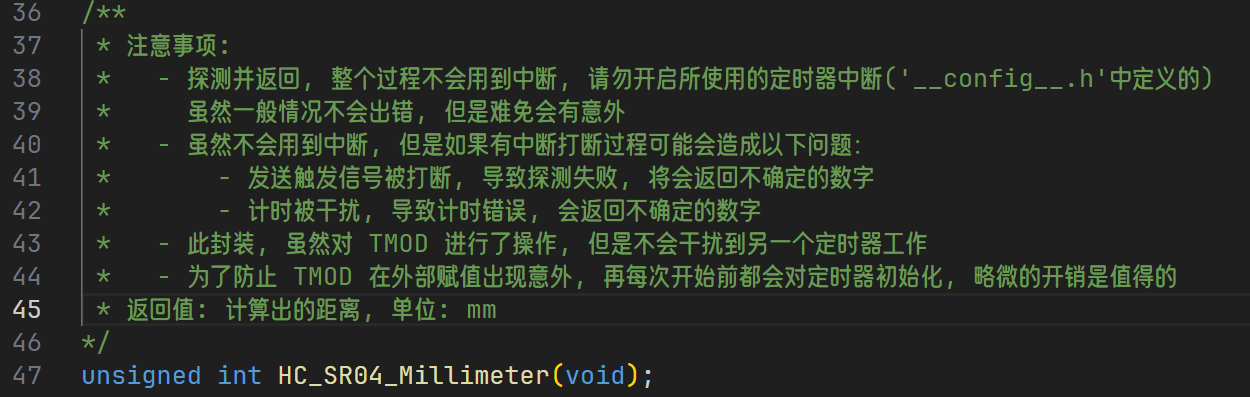 36 /**
37  * 注意事项:
38  *   - 探测并返回, 整个过程不会用到中断, 请勿开启所使用的定时器中断('__config__.h'中定义的)
39  *     虽然一般情况不会出错, 但是难免会有意外
40  *   - 虽然不会用到中断, 但是如果有中断打断过程可能会造成以下问题:
41  *       - 发送触发信号被打断, 导致探测失败, 将会返回不确定的数字
42  *       - 计时被干扰, 导致计时错误, 会返回不确定的数字
43  *   - 此封装, 虽然对 TMOD 进行了操作, 但是不会干扰到另一个定时器工作
44  *   - 为了防止 TMOD 在外部赋值出现意外, 再每次开始前都会对定时器初始化, 略微的开销是值得的
45  * 返回值: 计算出的距离, 单位: mm
46 */
47 unsigned int HC_SR04_Millimeter(void);